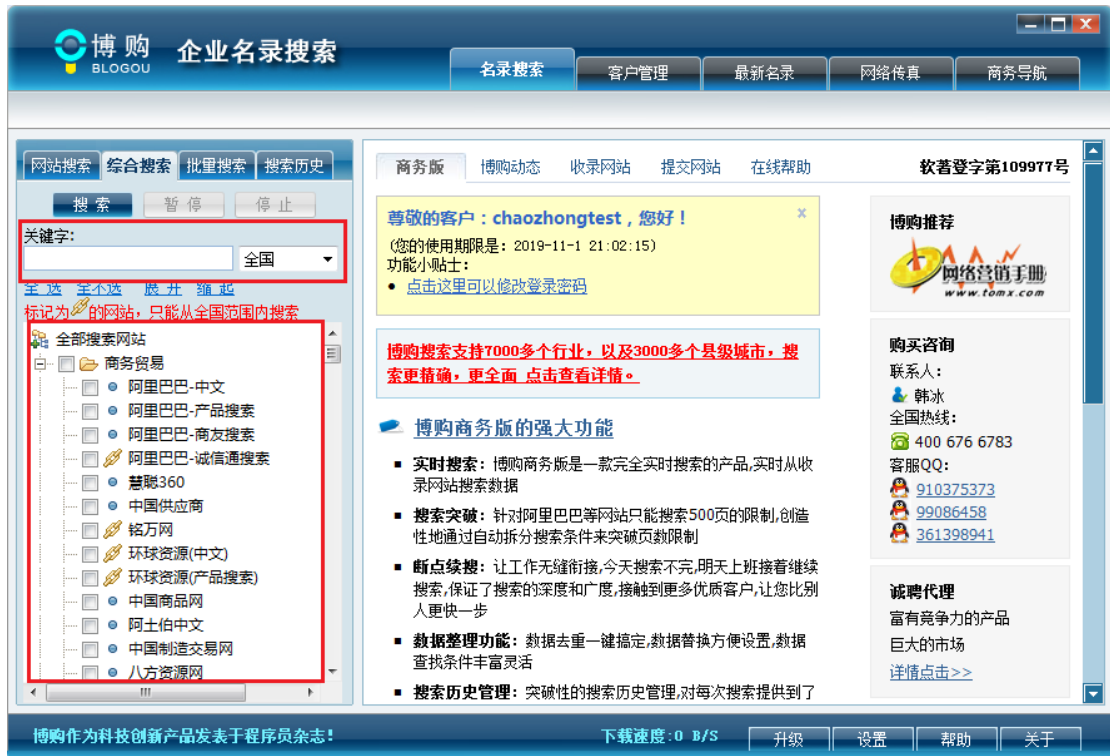 博购
BLOGOU
企业名录搜索
名录搜索
客户管理
最新名录
网络传真
商务导航
网站搜索
综合搜索
批里搜索
搜索历史
搜 索
暂 停
停 止
关键字:
全国
全 选 全不选 展 开 缩 起
标记为的网站，只能从全国范围内搜索
全部搜索网站
商务贸易
阿里巴巴-中文
阿里巴巴-产品搜索
阿里巴巴-商友搜索
阿里巴巴-诚信通搜索
慧聪360
中国供应商
铭万网
环球资源(中文)
环球资源(产品搜索)
中国商品网
阿土伯中文
中国制造交易网
八方资源网
商务版
博购动态
收录网站
提交网站
在线帮助
软著登字第109977号
尊敬的客户：chaozhongtest，您好！
x
(您的使用期限是: 2019-11-1 21:02:15)
功能小贴士:
点击这里可以修改登录密码
博购搜索支持7000多个行业，以及3000多个县级城市，搜
索更精确，更全面 点击查看详情。
博购商务版的强大功能
实时搜索: 博购商务版是一款完全实时搜索的产品,实时从收
录网站搜索数据
搜索突破: 针对阿里巴巴等网站只能搜索500页的限制,创造
性地通过自动拆分搜索条件来突破页数限制
断点续搜: 让工作无缝衔接,今天搜索不完,明天上班接着继续
搜索,保证了搜索的深度和广度,接触到更多优质客户,让您比别
人更快一步
数据整理功能: 数据去重一键搞定,数据替换方便设置,数据
查找条件丰富灵活
搜索历史管理: 突破性的搜索历史管理,对每次搜索提供到了
博购推荐
网络营销手册
www.tomx.com
购买咨询
联系人:
韩冰
全国热线:
400 676 6783
客服QQ:
910375373
99086458
361398941
诚聘代理
富有竞争力的产品
巨大的市场
详情点击>>
博购作为科技创新产品发表于程序员杂志!
下载速度:0 B/S
升级
设置
帮助
关于